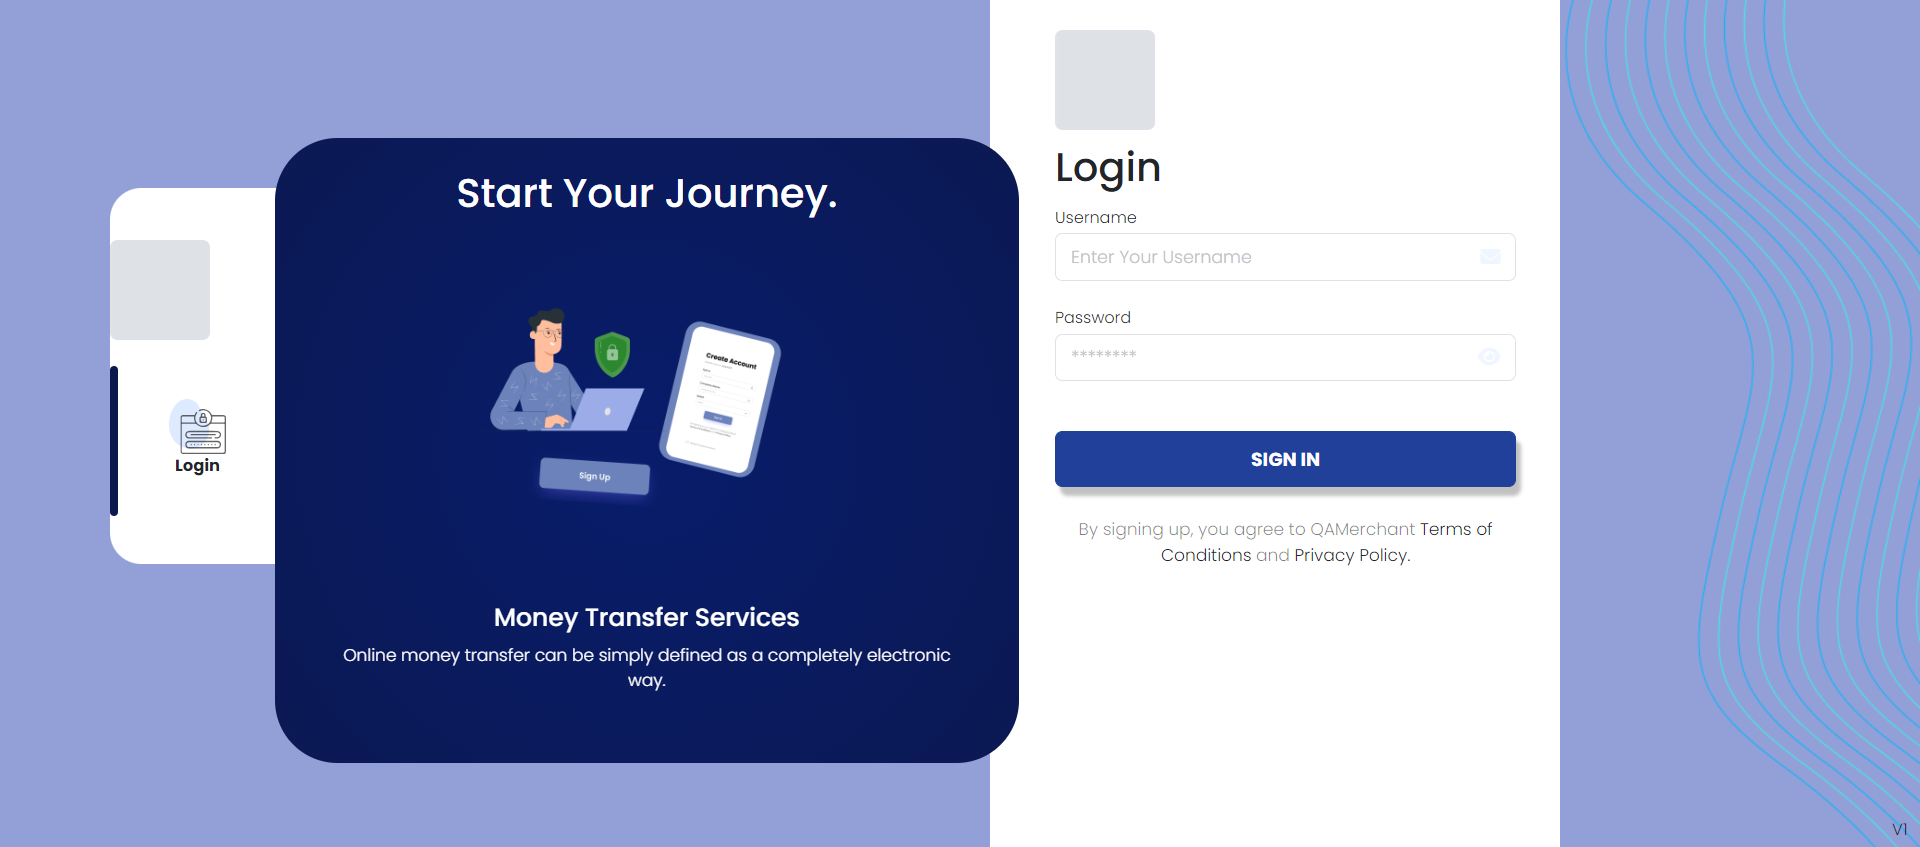 Start Your Journey.
Login
Create Account
Sign Up
Money Transfer Services
Online money transfer can be simply defined as a completely electronic
way.
Login
Username
Enter Your Username
Password
********
SIGN IN
By signing up, you agree to QAMerchant Terms of
Conditions and Privacy Policy.
V1